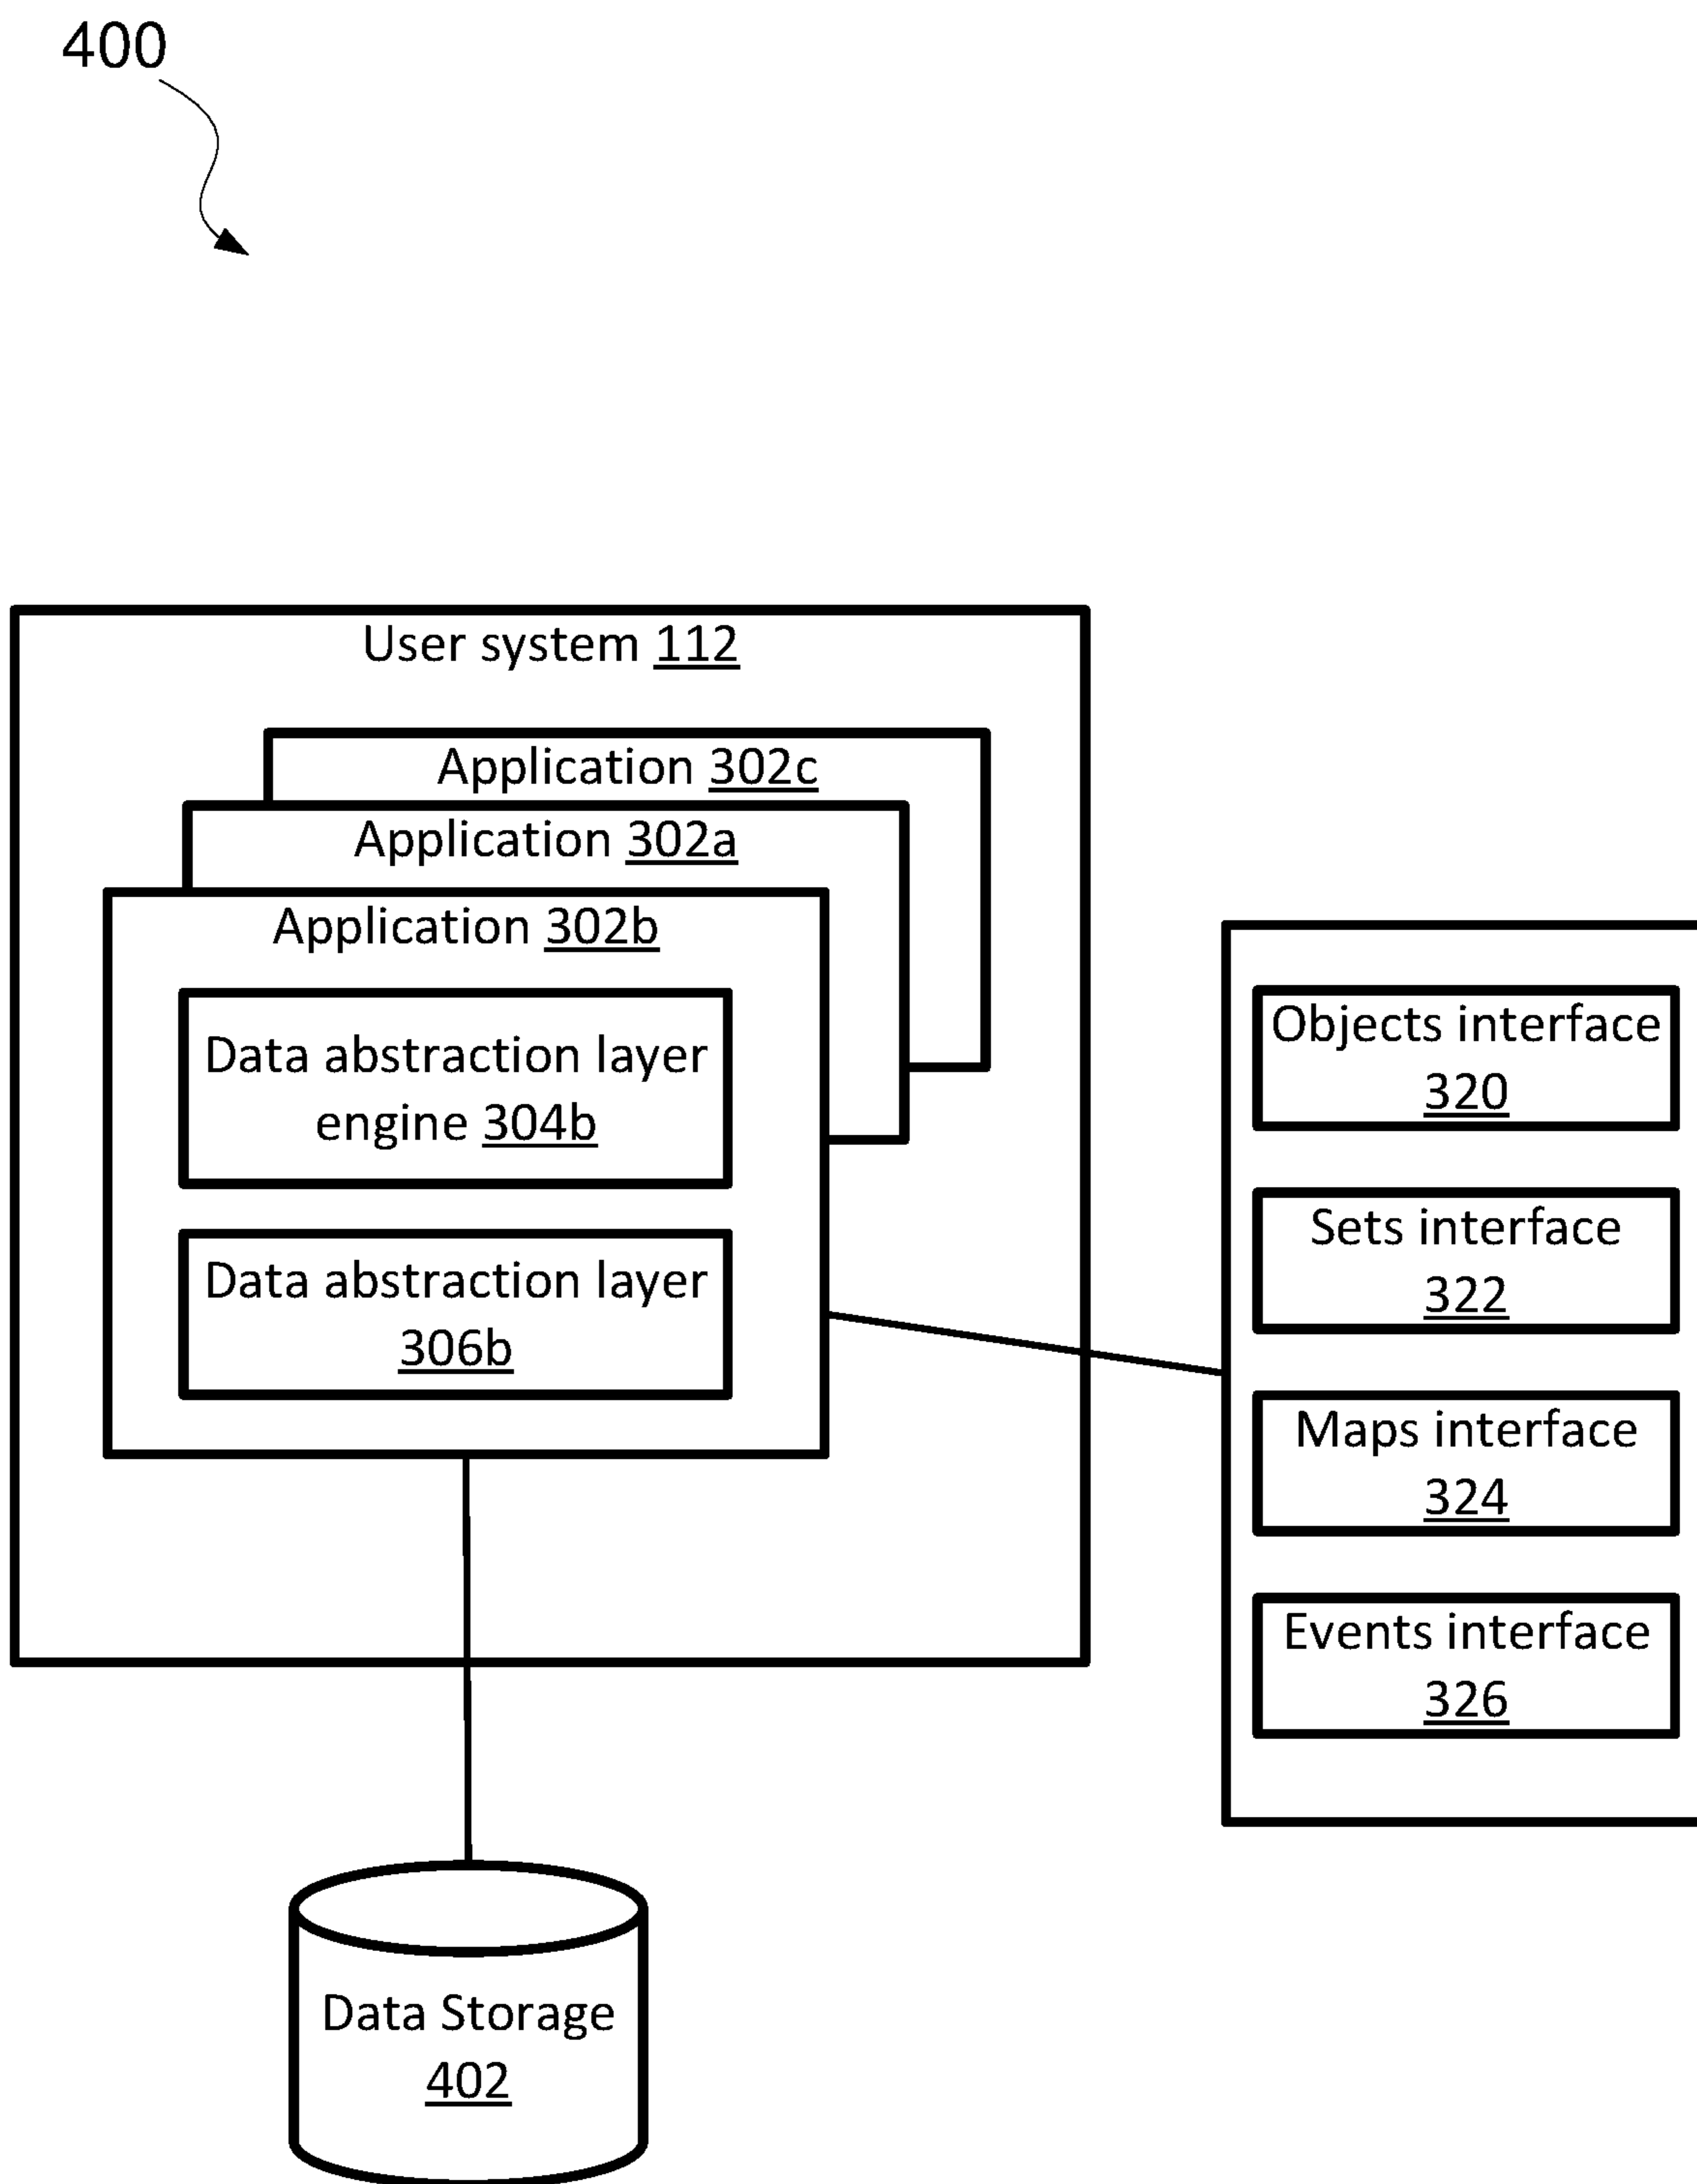 400
User system 112
Application 302c
Application 302a
Application 302b
Data abstraction layer
engine 304b
Data abstraction layer
306b
Objects interface
320
Sets interface
322
Maps interface
324
Events interface
326
Data Storage
402